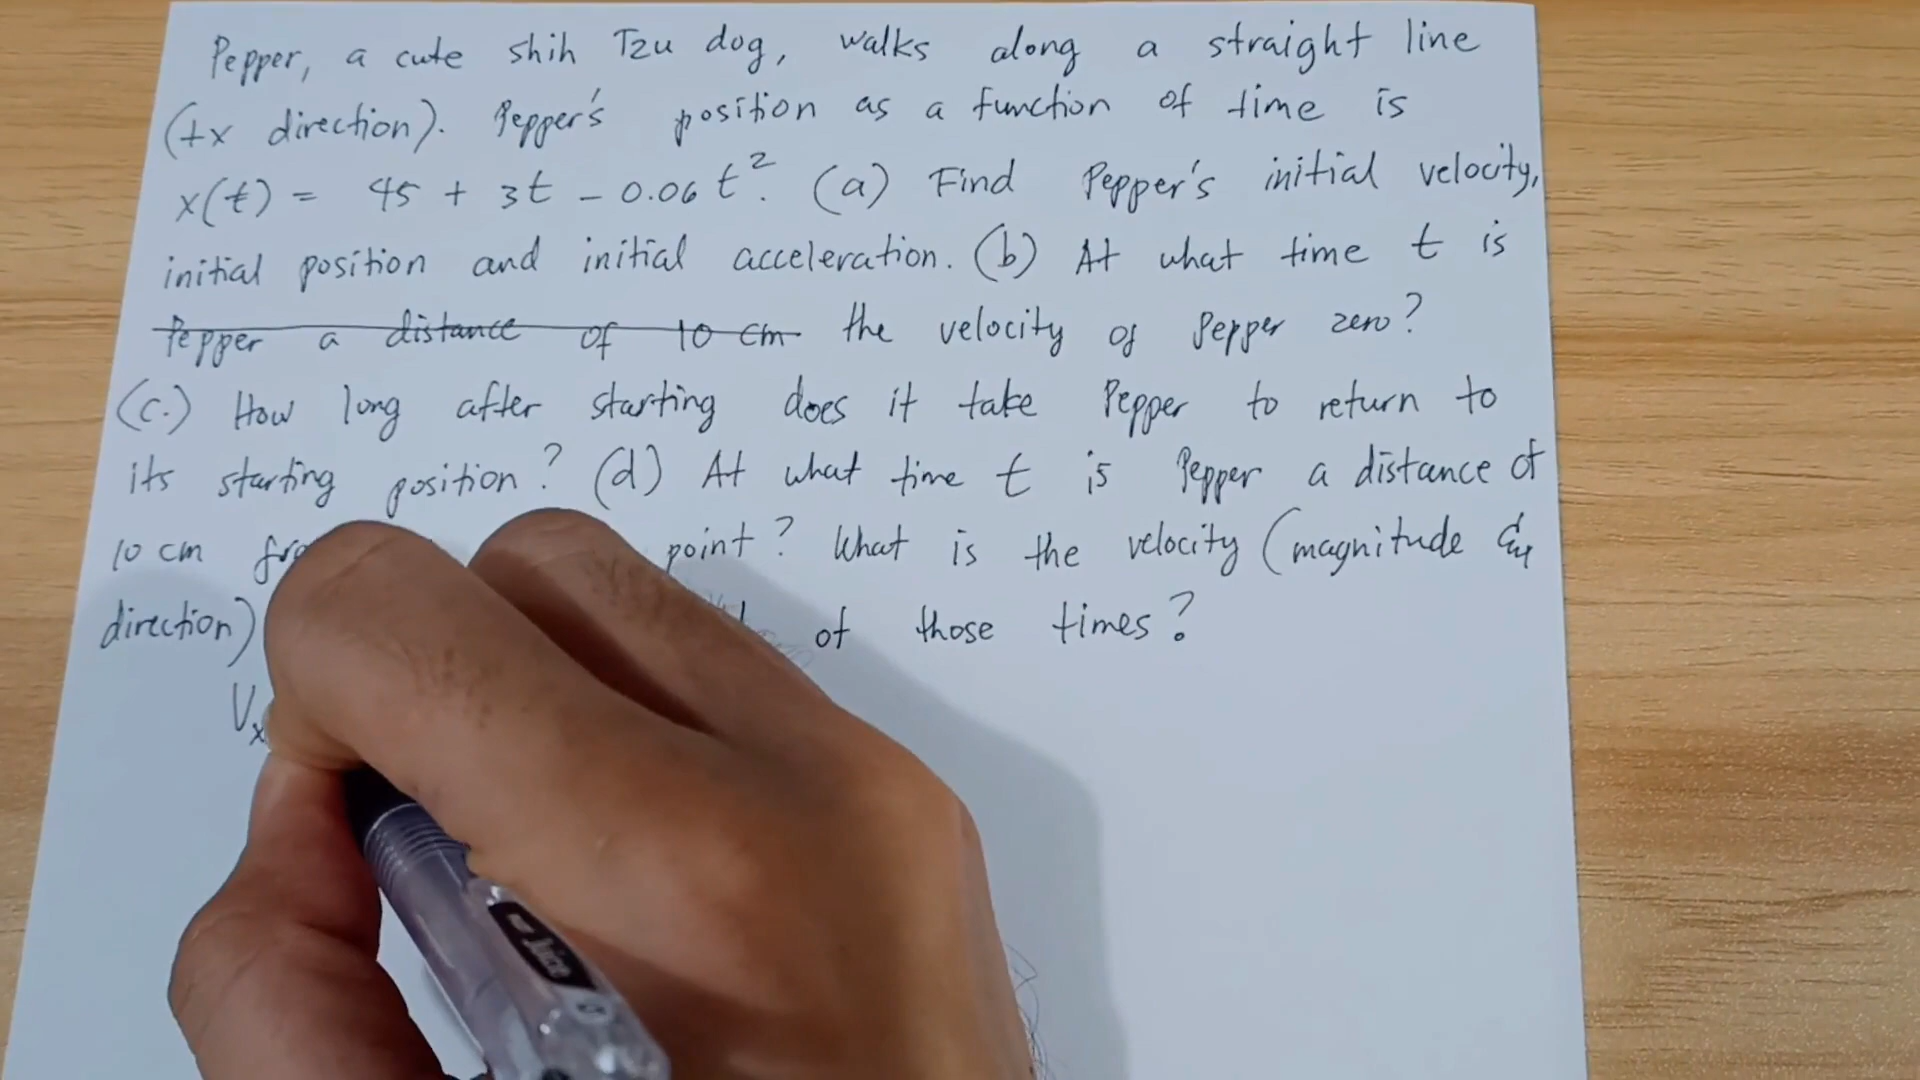 Pepper, a cute shih Tzu dog, walks along a straight line
(+x direction). Pepper's position as a function of time is
x(t) = 45 + 3t - 0.06 t². (a) Find Pepper's initial velocity,
initial position and initial acceleration. (b) At what time t is
Pepper a distance of 10 cm the velocity of Pepper zero?
(c.) How long after starting does it take Pepper to return to
its starting position? (d) At what time t is Pepper a distance of
10 cm point? What is the velocity (magnitude &
direction) of those times?
Vx
Juice